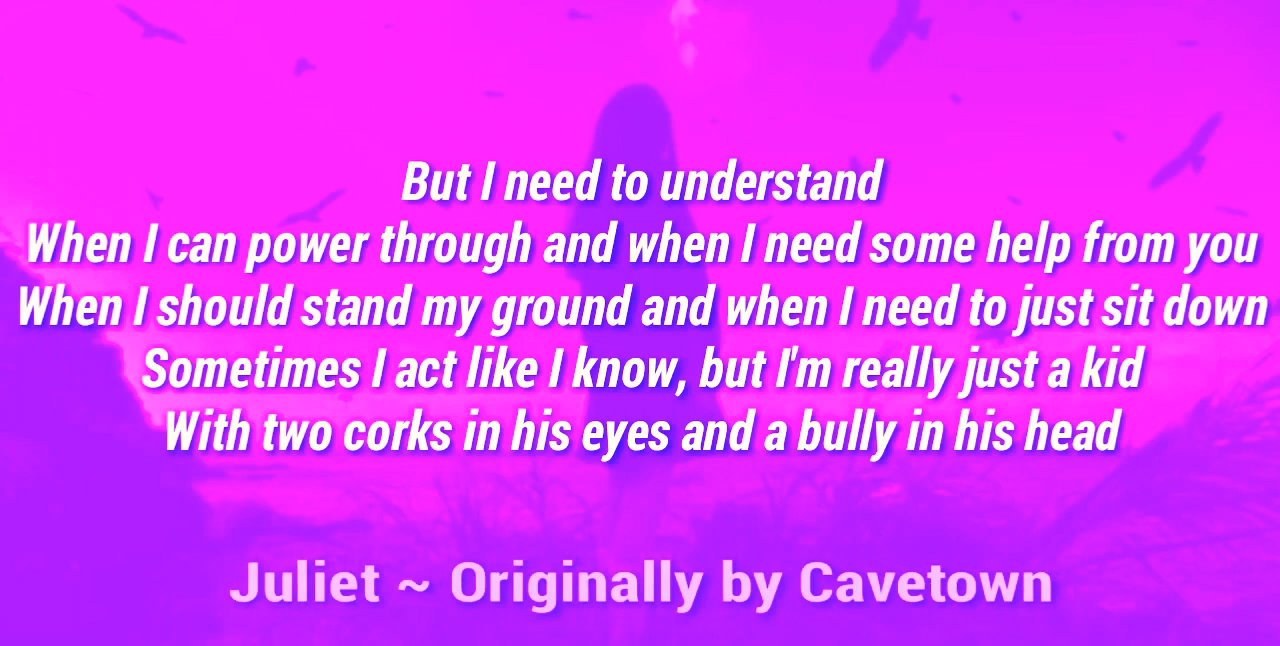 But I need to understand
When I can power through and when I need some help from you
When I should stand my ground and when I need to just sit down
Sometimes I act like I know, but I'm really just a kid
With two corks in his eyes and a bully in his head
Juliet ~ Originally by Cavetown